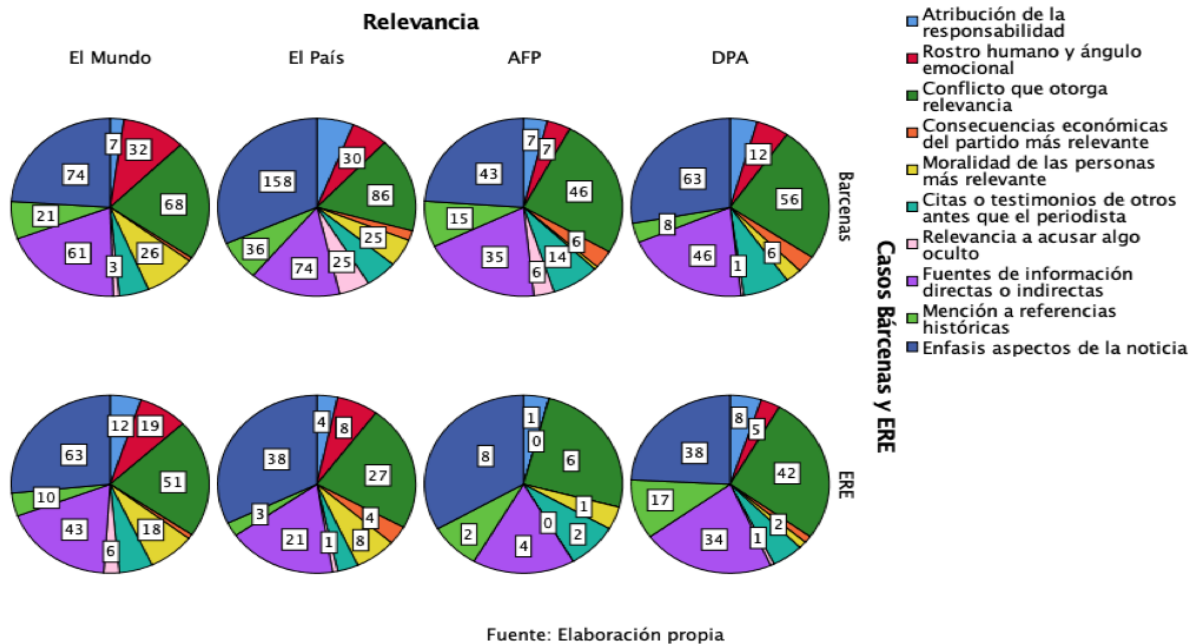 Relevancia
El Mundo
El País
AFP
DPA
7
32
68
26
3
61
21
74
30
86
25
25
74
36
158
7
7
46
6
14
6
35
15
43
12
56
6
1
46
8
63
Barcenas
12
19
51
18
6
43
10
63
4
8
27
4
8
1
21
3
38
1
0
6
1
2
0
4
2
8
8
5
42
2
1
34
17
38
ERE
Casos Bárcenas y ERE
Atribución de la
responsabilidad
Rostro humano y ángulo
emocional
Conflicto que otorga
relevancia
Consecuencias económicas
del partido más relevante
Moralidad de las personas
más relevante
Citas o testimonios de otros
antes que el periodista
Relevancia a acusar algo
oculto
Fuentes de información
directas o indirectas
Mención a referencias
históricas
Enfasis aspectos de la noticia
Fuente: Elaboración propia